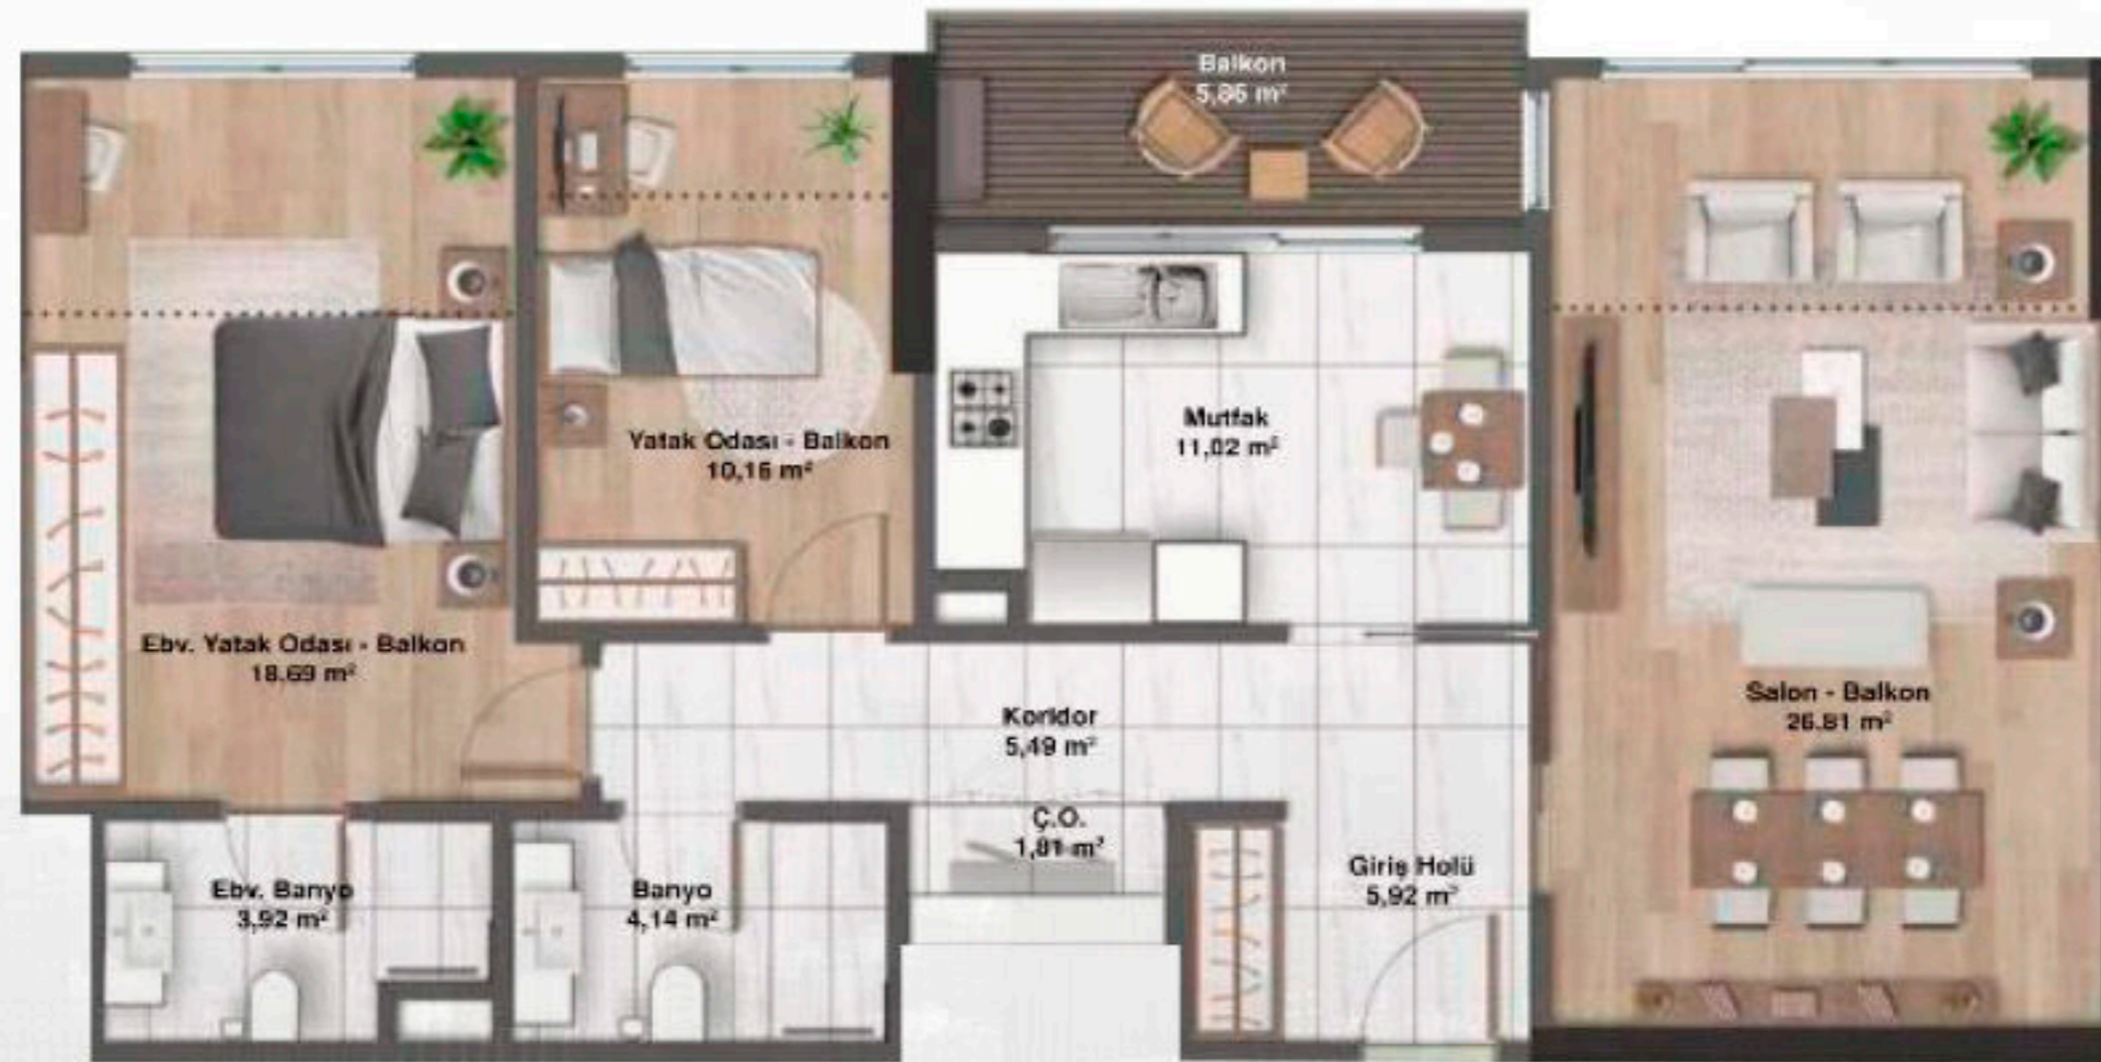 Balkon
5,86 m²
Mutfak
11,02 m²
Yatak Odası - Balkon
10,16 m²
Ebv. Yatak Odası - Balkon
18.69 m²
Salon - Balkon
26.81 m²
Koridor
5,49 m²
Ç.O.
1,81 m²
Giriş Holü
5,92 m²
Ebv. Banyo
3,92 m²
Banyo
4,14 m²